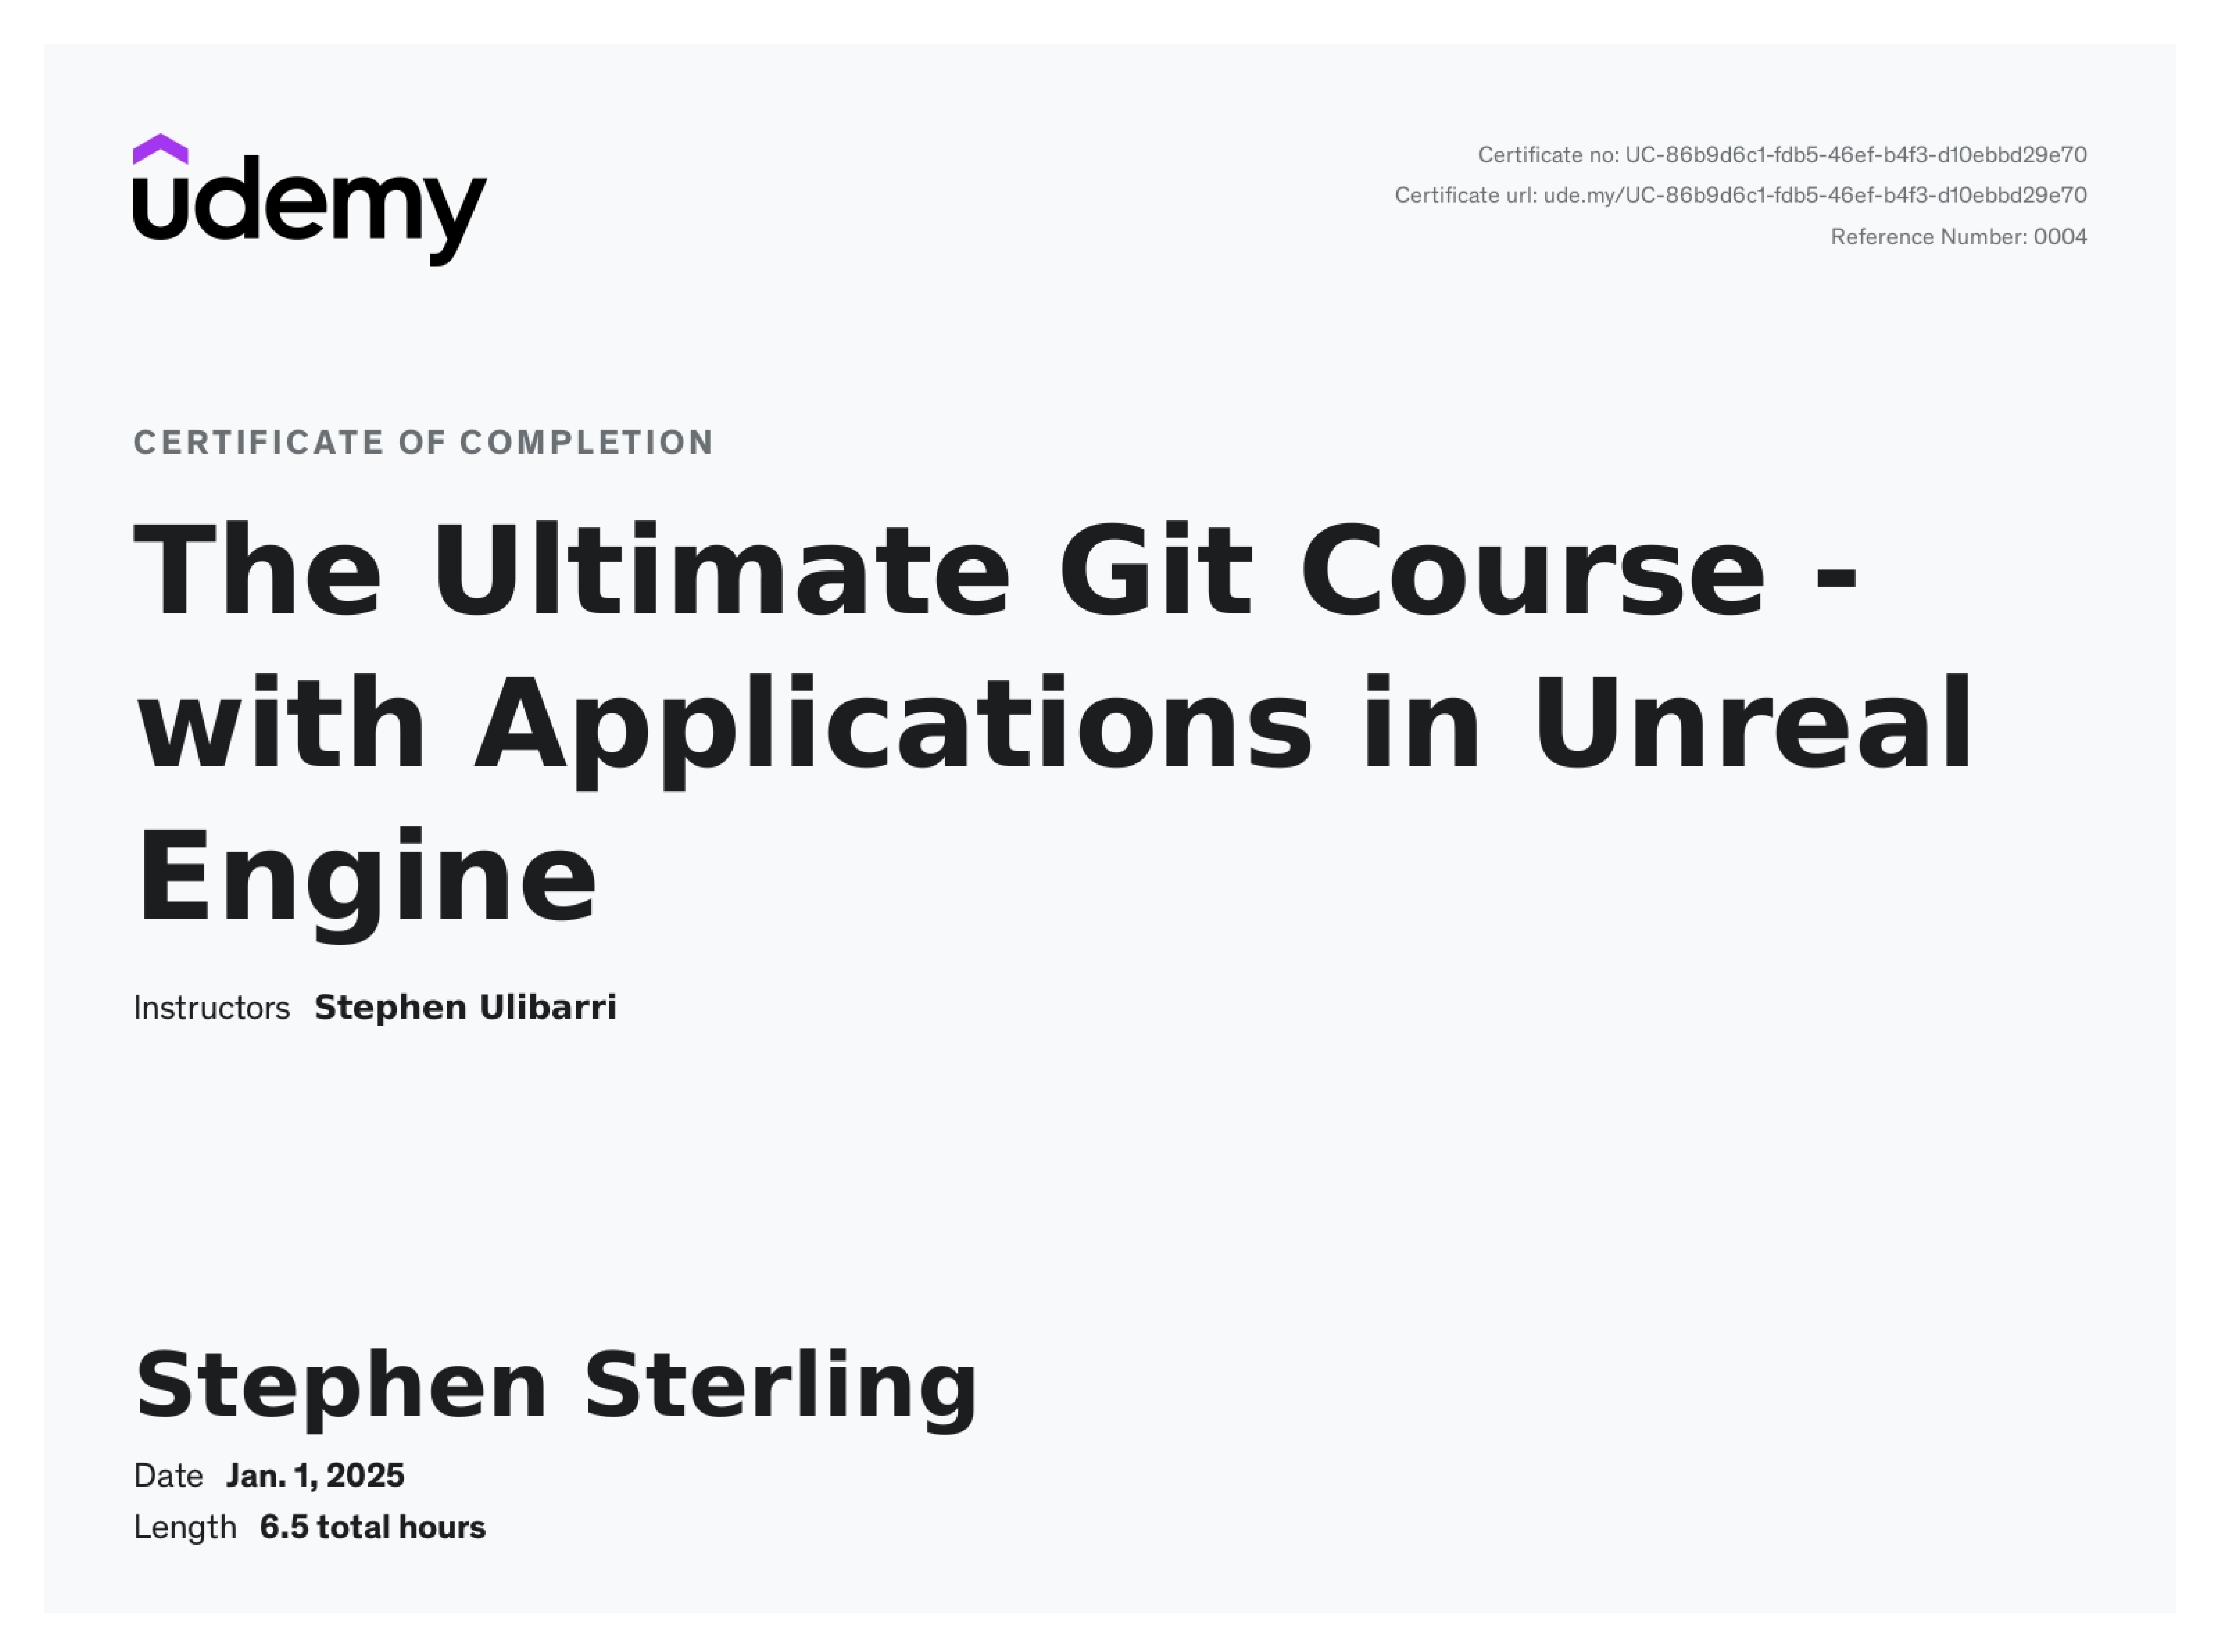 udemy
Certificate no: UC-86b9d6c1-fdb5-46ef-b4f3-d10ebbd29e70
Certificate url: ude.my/UC-86b9d6c1-fdb5-46ef-b4f3-d10ebbd29e70
Reference Number: 0004
CERTIFICATE OF COMPLETION
The Ultimate Git Course -
with Applications in Unreal
Engine
Instructors Stephen Ulibarri
Stephen Sterling
Date Jan. 1, 2025
Length 6.5 total hours